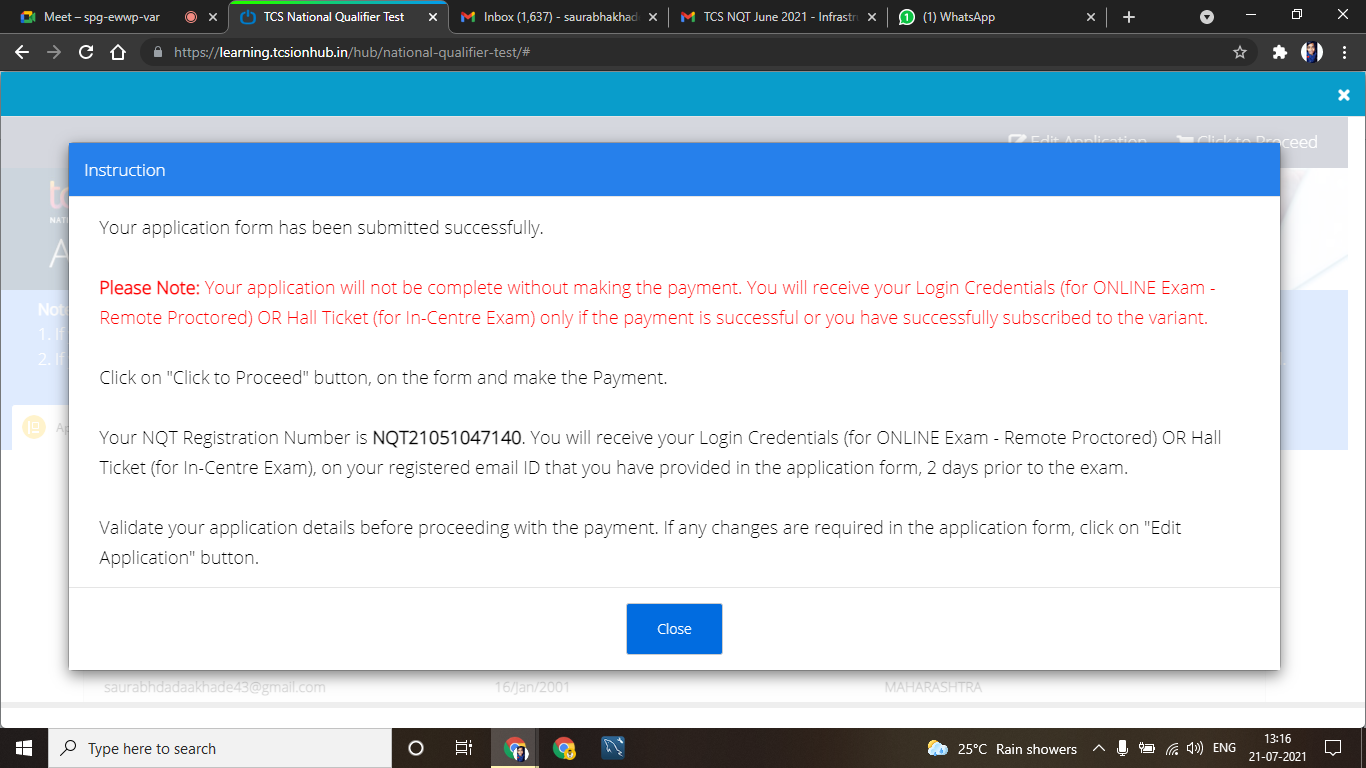 Meet – spg-ewwp-var
TCS National Qualifier Test
Inbox (1,637) - saurabhakhad
TCS NQT June 2021 - Infrastr
(1) WhatsApp
https://learning.tcsionhub.in/hub/national-qualifier-test/#
Edit Application
Click to Proceed
Instruction
Your application form has been submitted successfully.
Please Note: Your application will not be complete without making the payment. You will receive your Login Credentials (for ONLINE Exam -
Remote Proctored) OR Hall Ticket (for In-Centre Exam) only if the payment is successful or you have successfully subscribed to the variant.
Click on "Click to Proceed" button, on the form and make the Payment.
Your NQT Registration Number is NQT21051047140. You will receive your Login Credentials (for ONLINE Exam - Remote Proctored) OR Hall
Ticket (for In-Centre Exam), on your registered email ID that you have provided in the application form, 2 days prior to the exam.
Validate your application details before proceeding with the payment. If any changes are required in the application form, click on "Edit
Application" button.
Close
1. If
2. If
saurabhdadaakhade43@gmail.com
16/Jan/2001
MAHARASHTRA
Type here to search
25°C Rain showers
ENG
13:16
21-07-2021